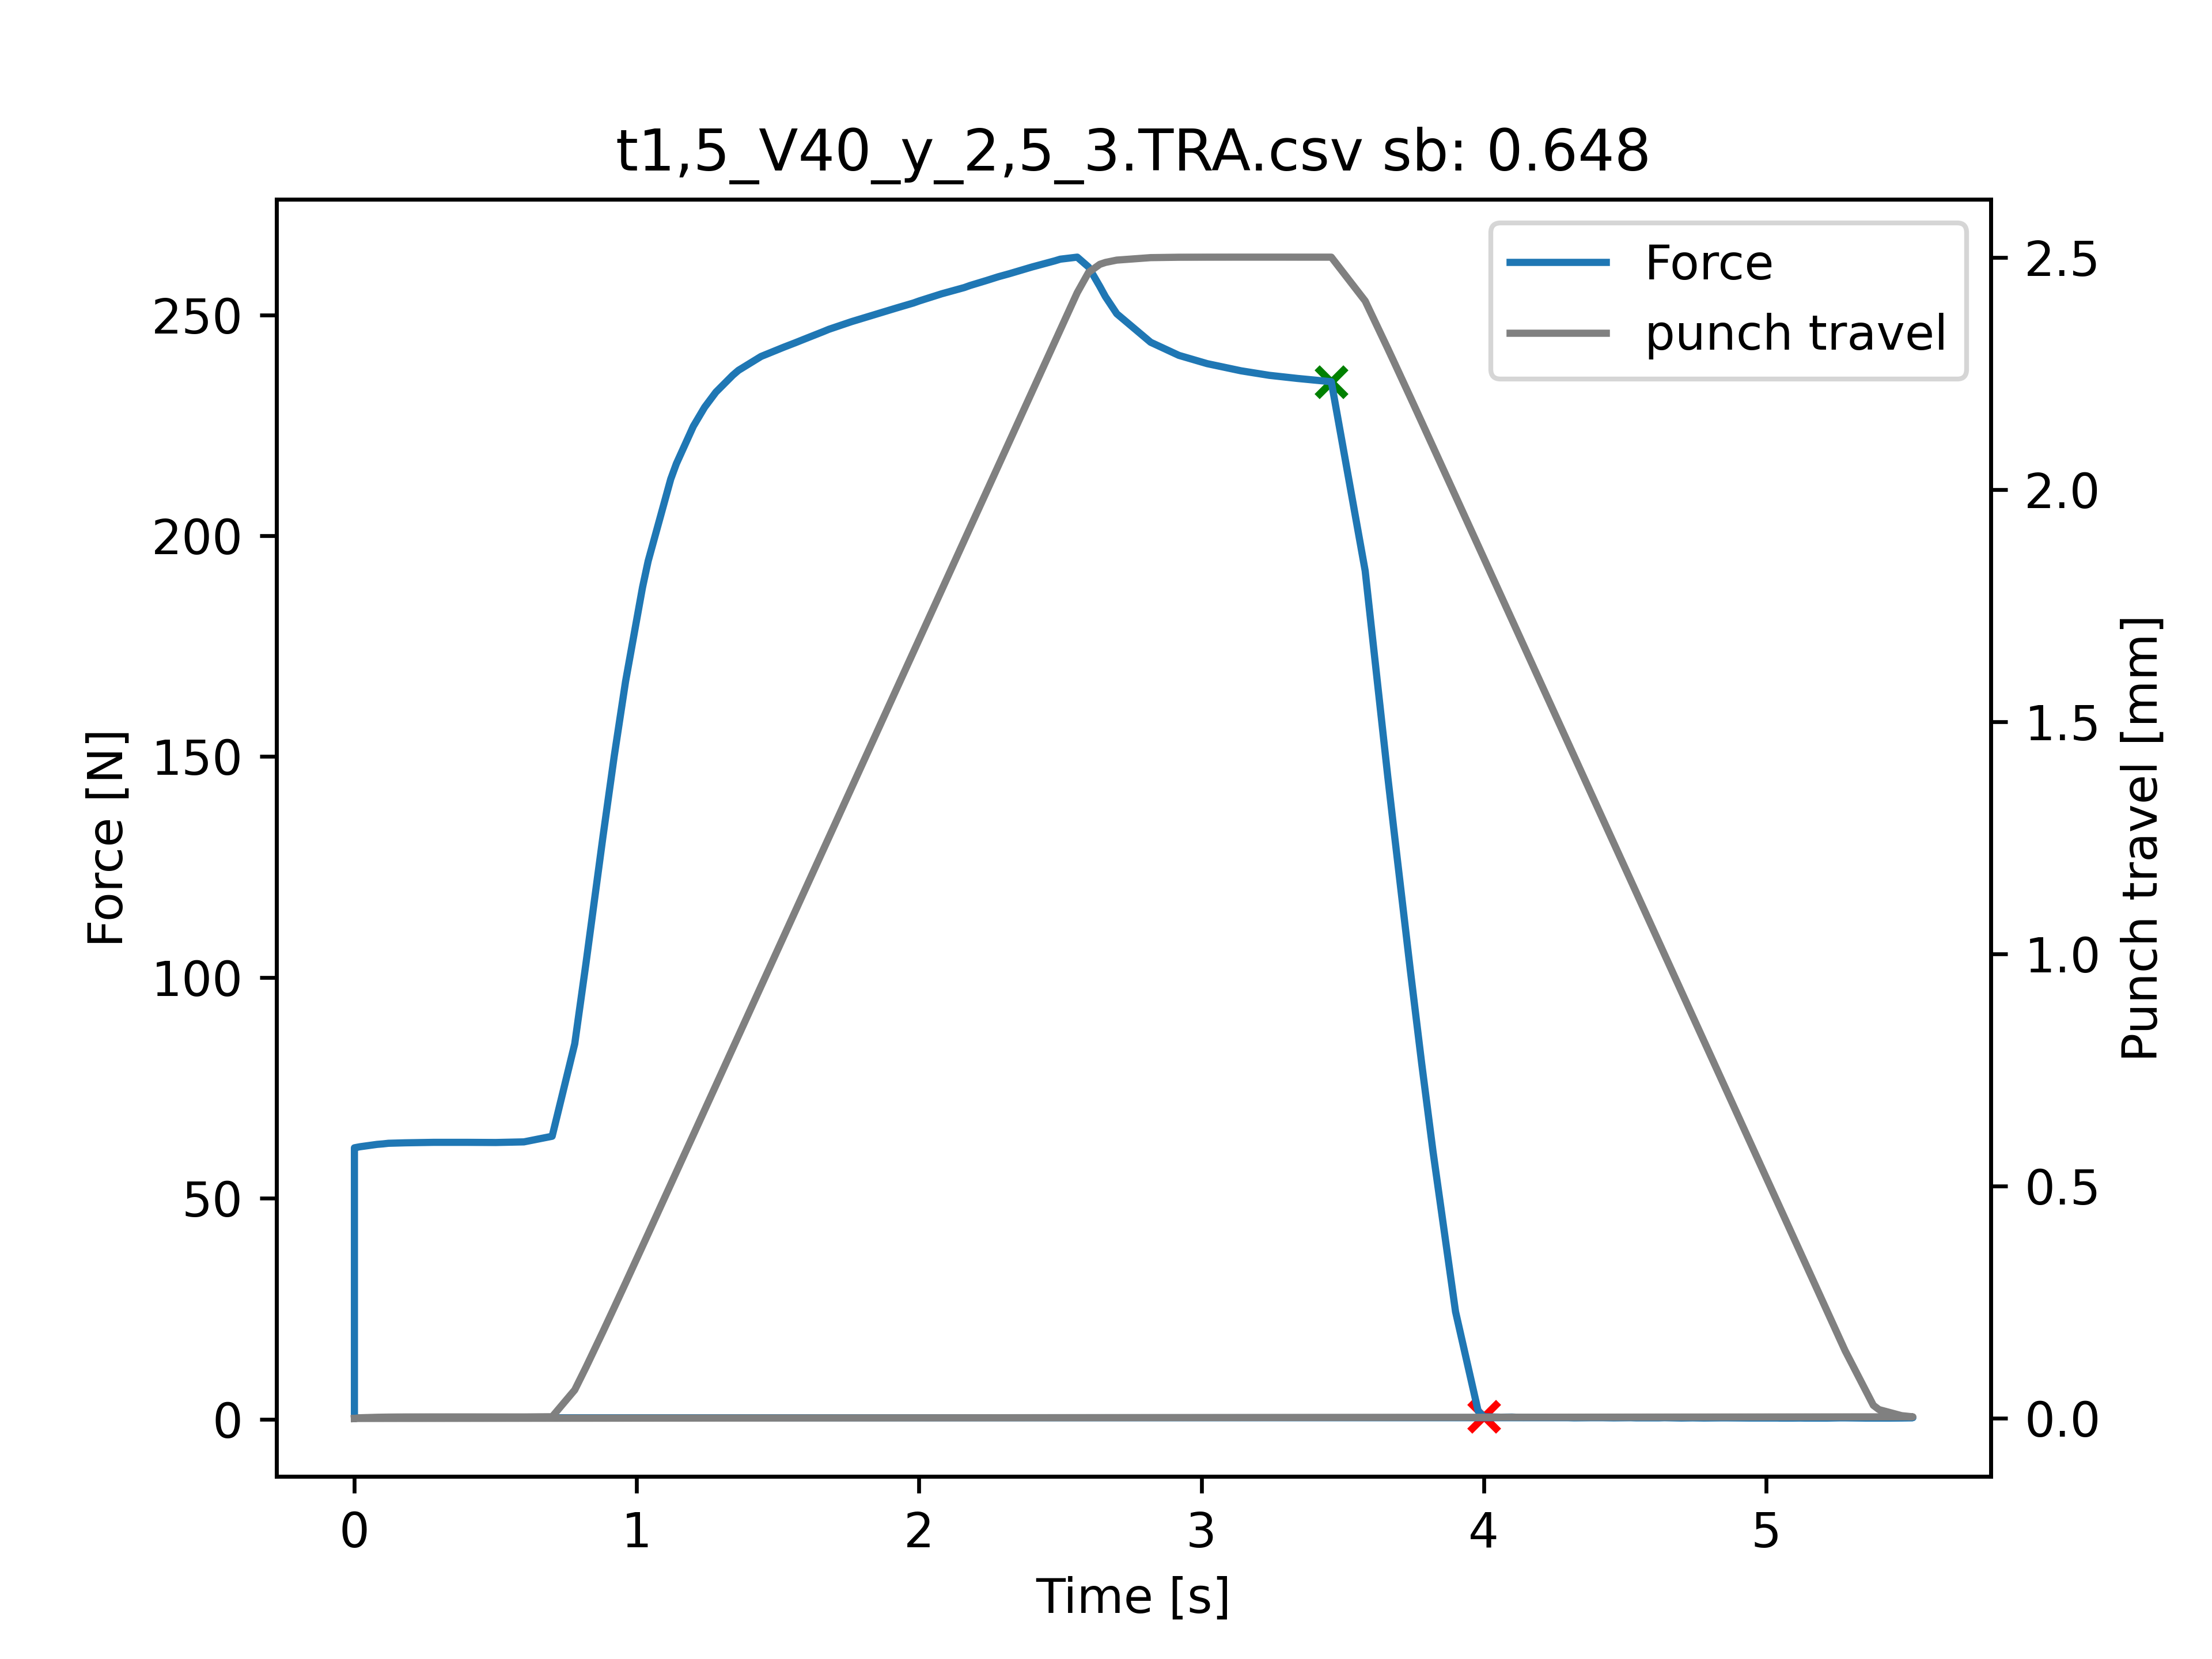 t1,5_V40_y_2,5_3.TRA.csv sb: 0.648
Force
punch travel
Force [N]
250
200
150
100
50
0
2.5
2.0
1.5
1.0
0.5
0.0
Punch travel [mm]
0 1 2 3 4 5
Time [s]